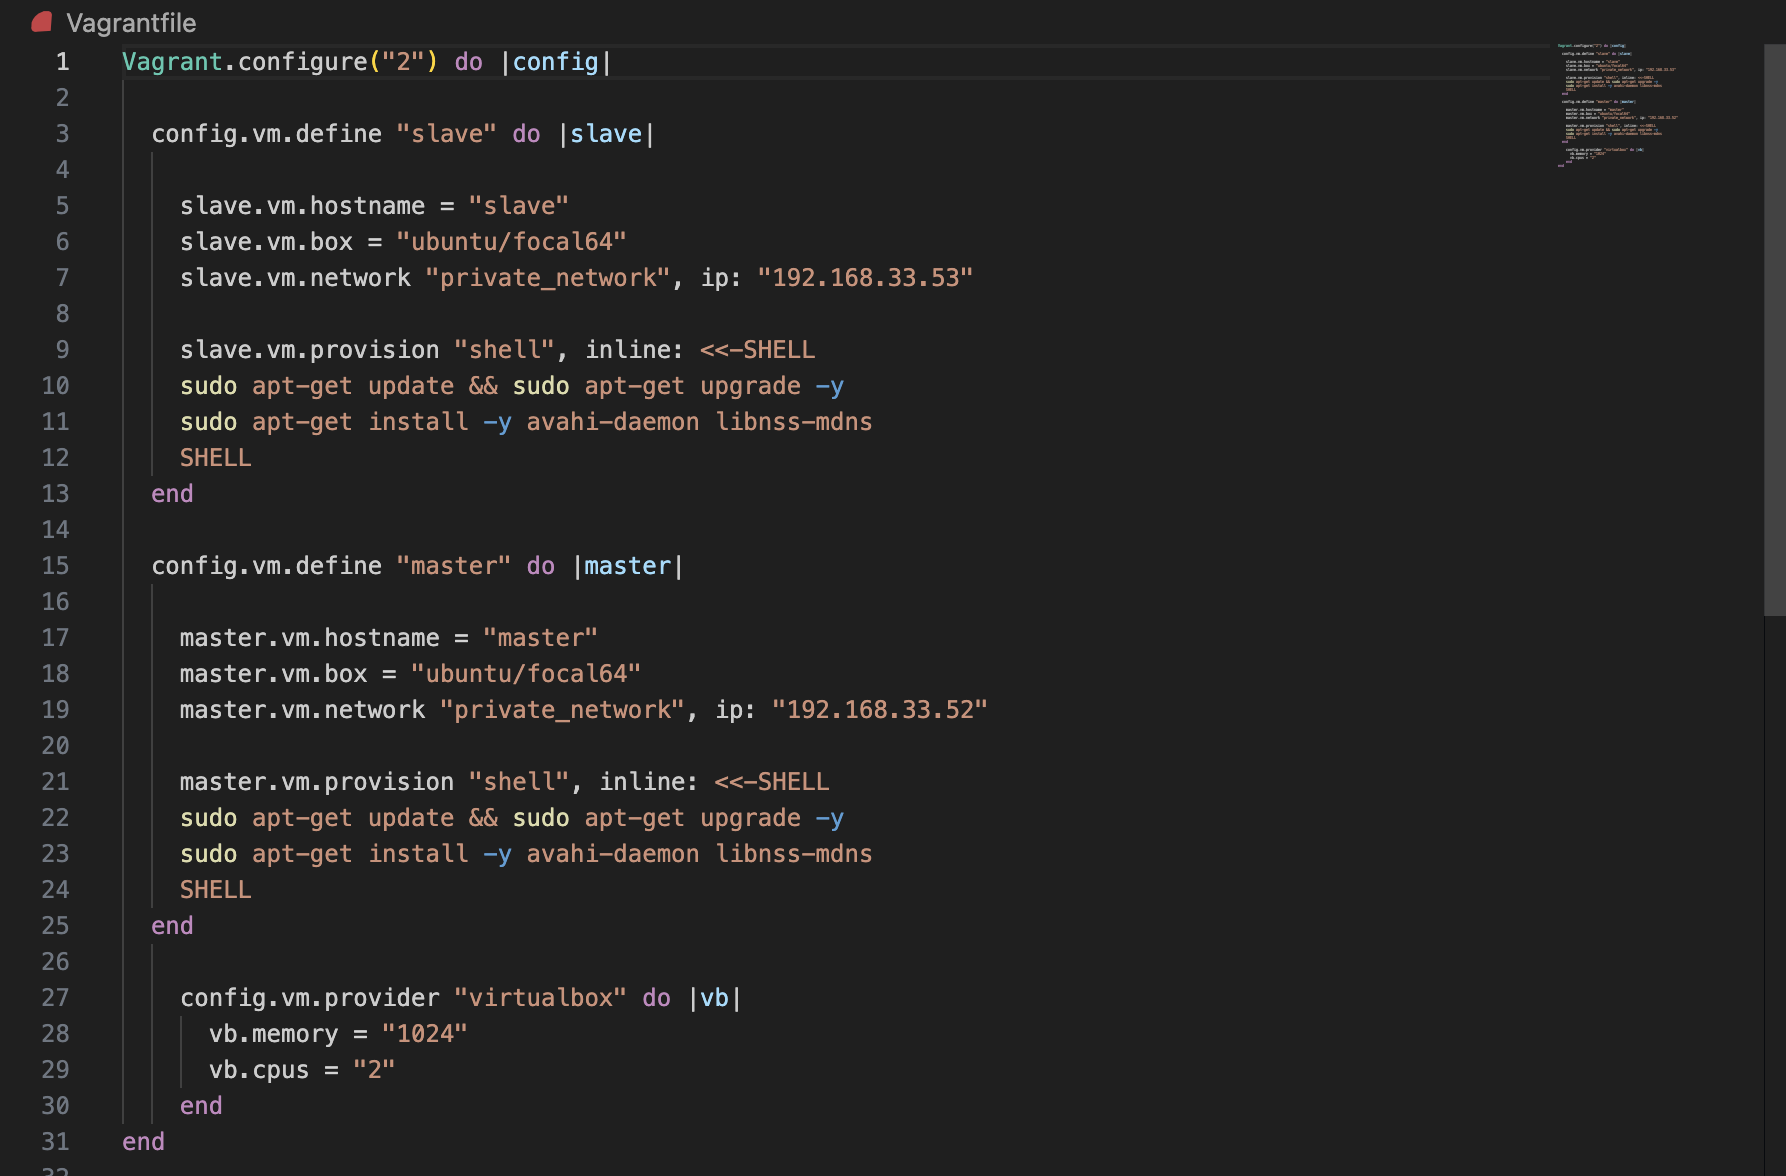 Vagrantfile
1 Vagrant.configure("2") do |config|
2
3 config.vm.define "slave" do |slave|
4
5 slave.vm.hostname = "slave"
6 slave.vm.box = "ubuntu/focal64"
7 slave.vm.network "private_network", ip: "192.168.33.53"
8
9 slave.vm.provision "shell", inline: <<-SHELL
10 sudo apt-get update && sudo apt-get upgrade -y
11 sudo apt-get install -y avahi-daemon libnss-mdns
12 SHELL
13 end
14
15 config.vm.define "master" do |master|
16
17 master.vm.hostname = "master"
18 master.vm.box = "ubuntu/focal64"
19 master.vm.network "private_network", ip: "192.168.33.52"
20
21 master.vm.provision "shell", inline: <<-SHELL
22 sudo apt-get update && sudo apt-get upgrade -y
23 sudo apt-get install -y avahi-daemon libnss-mdns
24 SHELL
25 end
26
27 config.vm.provider "virtualbox" do |vb|
28 vb.memory = "1024"
29 vb.cpus = "2"
30 end
31 end
32